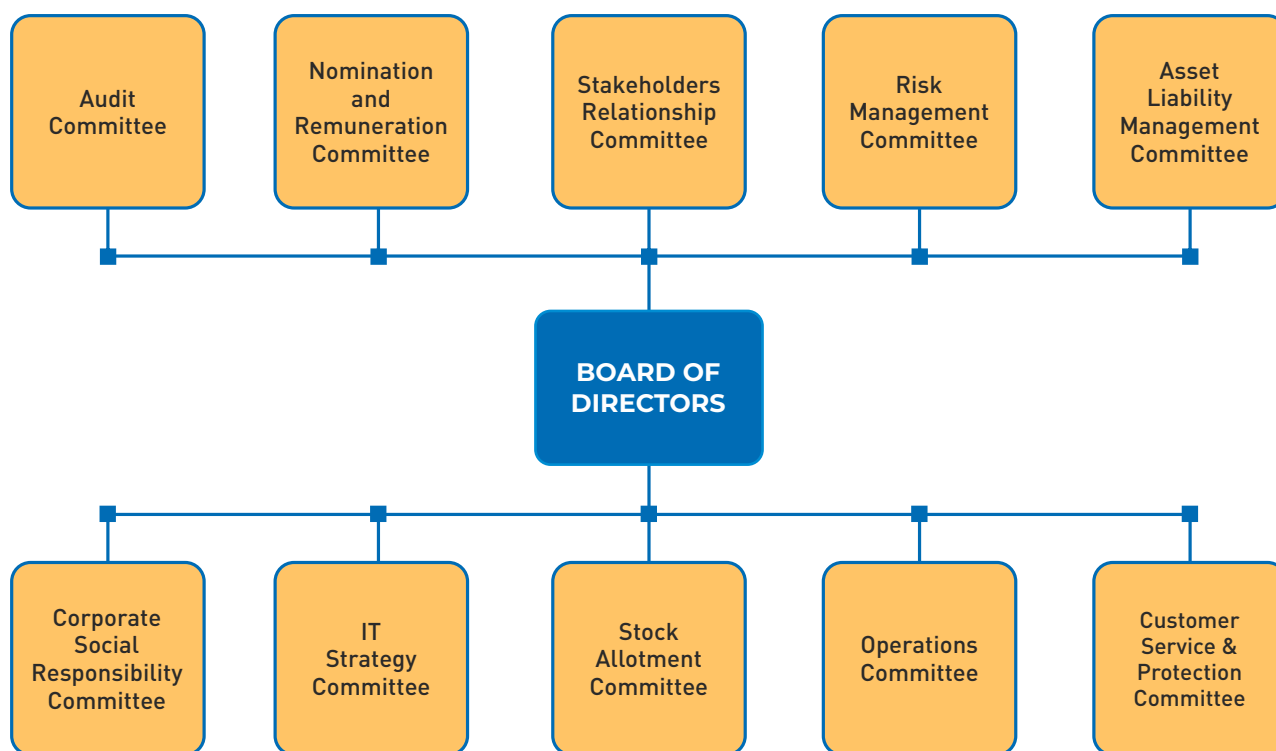 Audit
Committee
Nomination
and
Remuneration
Committee
Stakeholders
Relationship
Committee
Risk
Management
Committee
Asset
Liability
Management
Committee
BOARD OF
DIRECTORS
Corporate
Social
Responsibility
Committee
IT
Strategy
Committee
Stock
Allotment
Committee
Operations
Committee
Customer
Service &
Protection
Committee